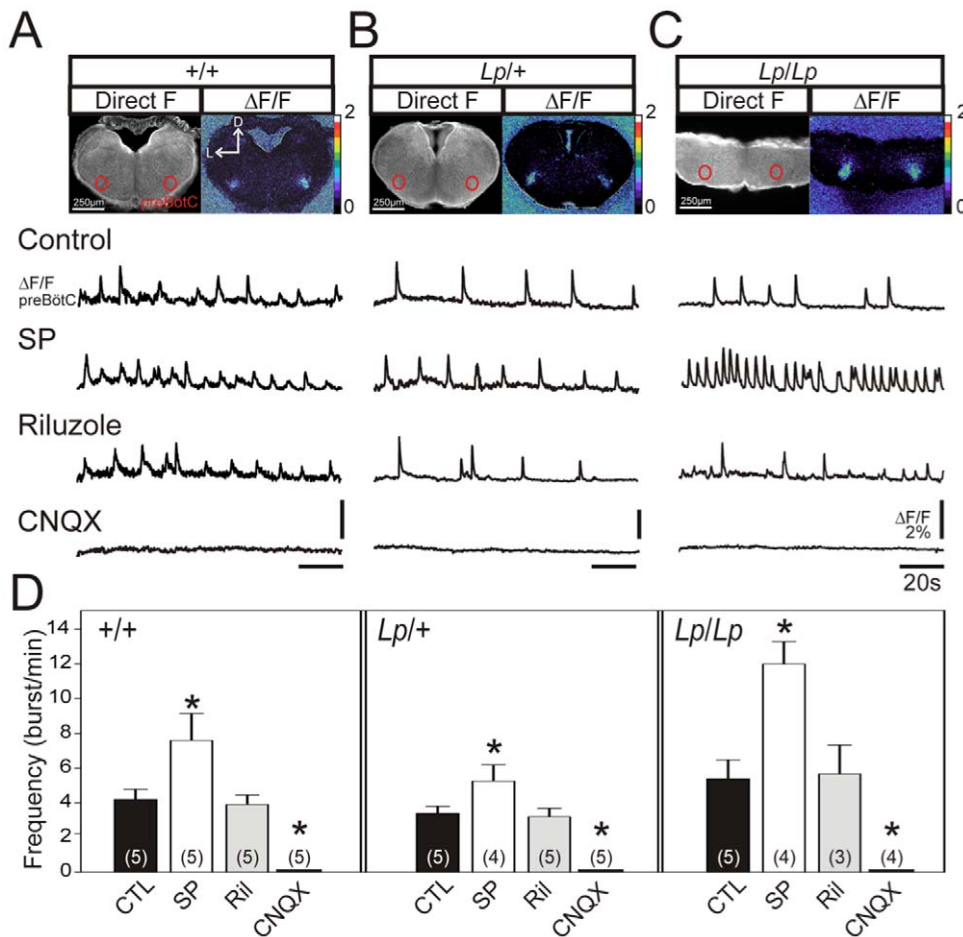 A B C
+/+ Lp/+ Lp/Lp
Direct F ΔF/F Direct F ΔF/F Direct F ΔF/F
2 2 2
D
L
250μm preBötC 250μm 250μm
0 0 0
Control
ΔF/F
preBötC
SP
Riluzole
CNQX
ΔF/F
2%
20s
D
+/+ Lp/+ Lp/Lp
Frequency (burst/min)
14
12
10
8
6
4
2
0
* * * * * *
(5) (5) (5) (5) (5) (4) (5) (5) (5) (4) (3) (4)
CTL SP Ril CNQX CTL SP Ril CNQX CTL SP Ril CNQX